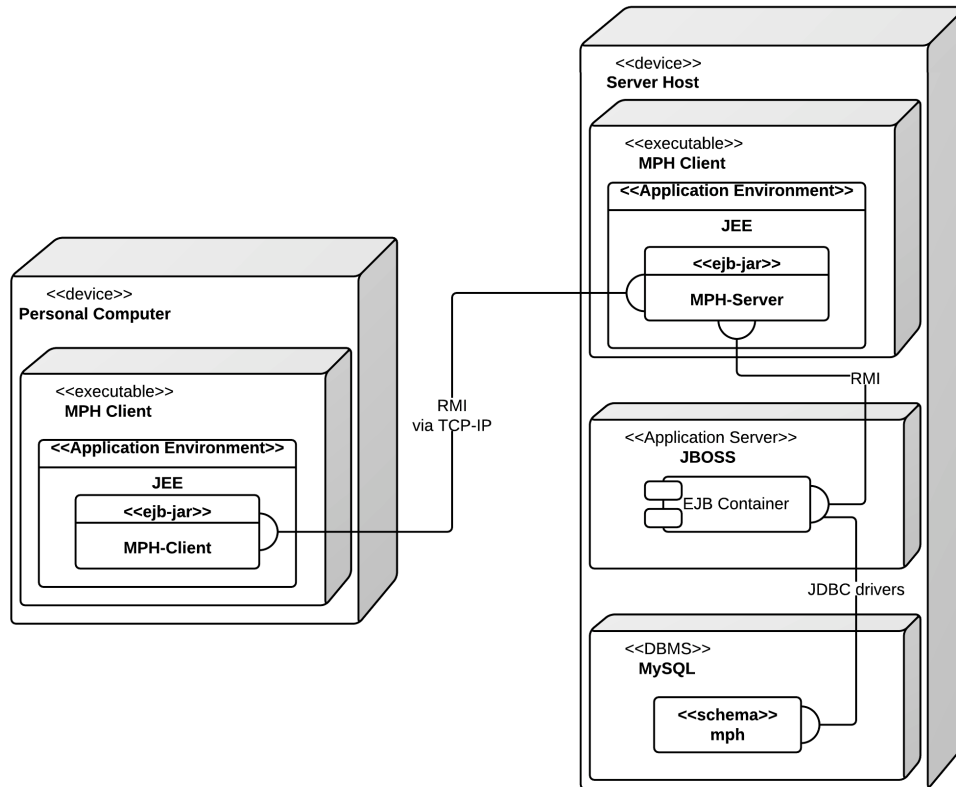 <<device>>
Server Host
<<executable>>
MPH Client
<<Application Environment>>
JEE
<<ejb-jar>>
MPH-Server
RMI
<<Application Server>>
JBOSS
EJB Container
JDBC drivers
<<DBMS>>
MySQL
<<schema>>
mph
<<device>>
Personal Computer
<<executable>>
MPH Client
<<Application Environment>>
JEE
<<ejb-jar>>
MPH-Client
RMI
via TCP-IP